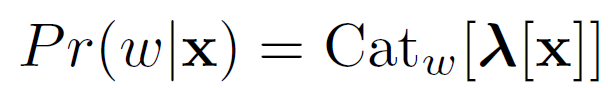 Pr(w|𝐱) = Cat_w[𝛌[𝐱]]